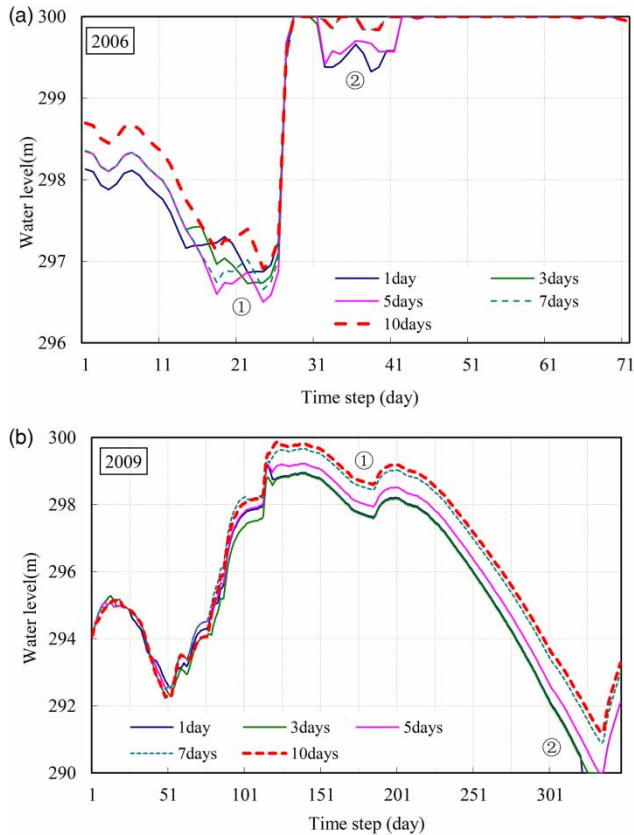 (a)
2006
300
299
298
297
296
Water level(m)
①
②
1day
3days
5days
7days
10days
1
11
21
31
41
51
61
71
Time step (day)
(b)
2009
300
298
295
294
292
290
Water level(m)
①
②
1day
3days
5days
7days
10days
1
51
101
151
201
251
301
Time step (day)